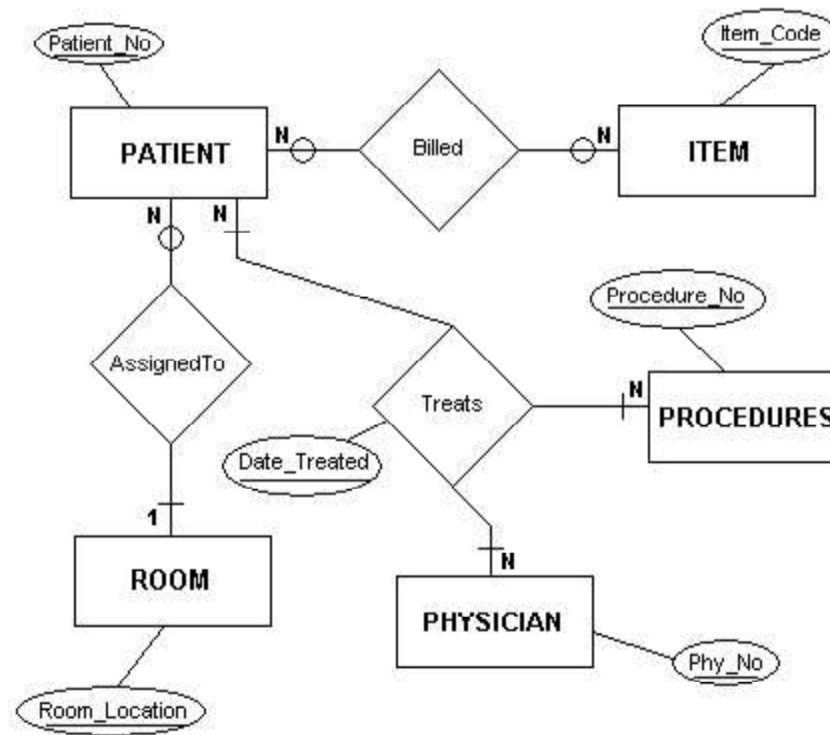 Patient_No
Item_Code
PATIENT
N
Billed
N
ITEM
N
N
Procedure_No
AssignedTo
Treats
N
PROCEDURES
Date_Treated
1
ROOM
N
PHYSICIAN
Phy_No
Room_Location